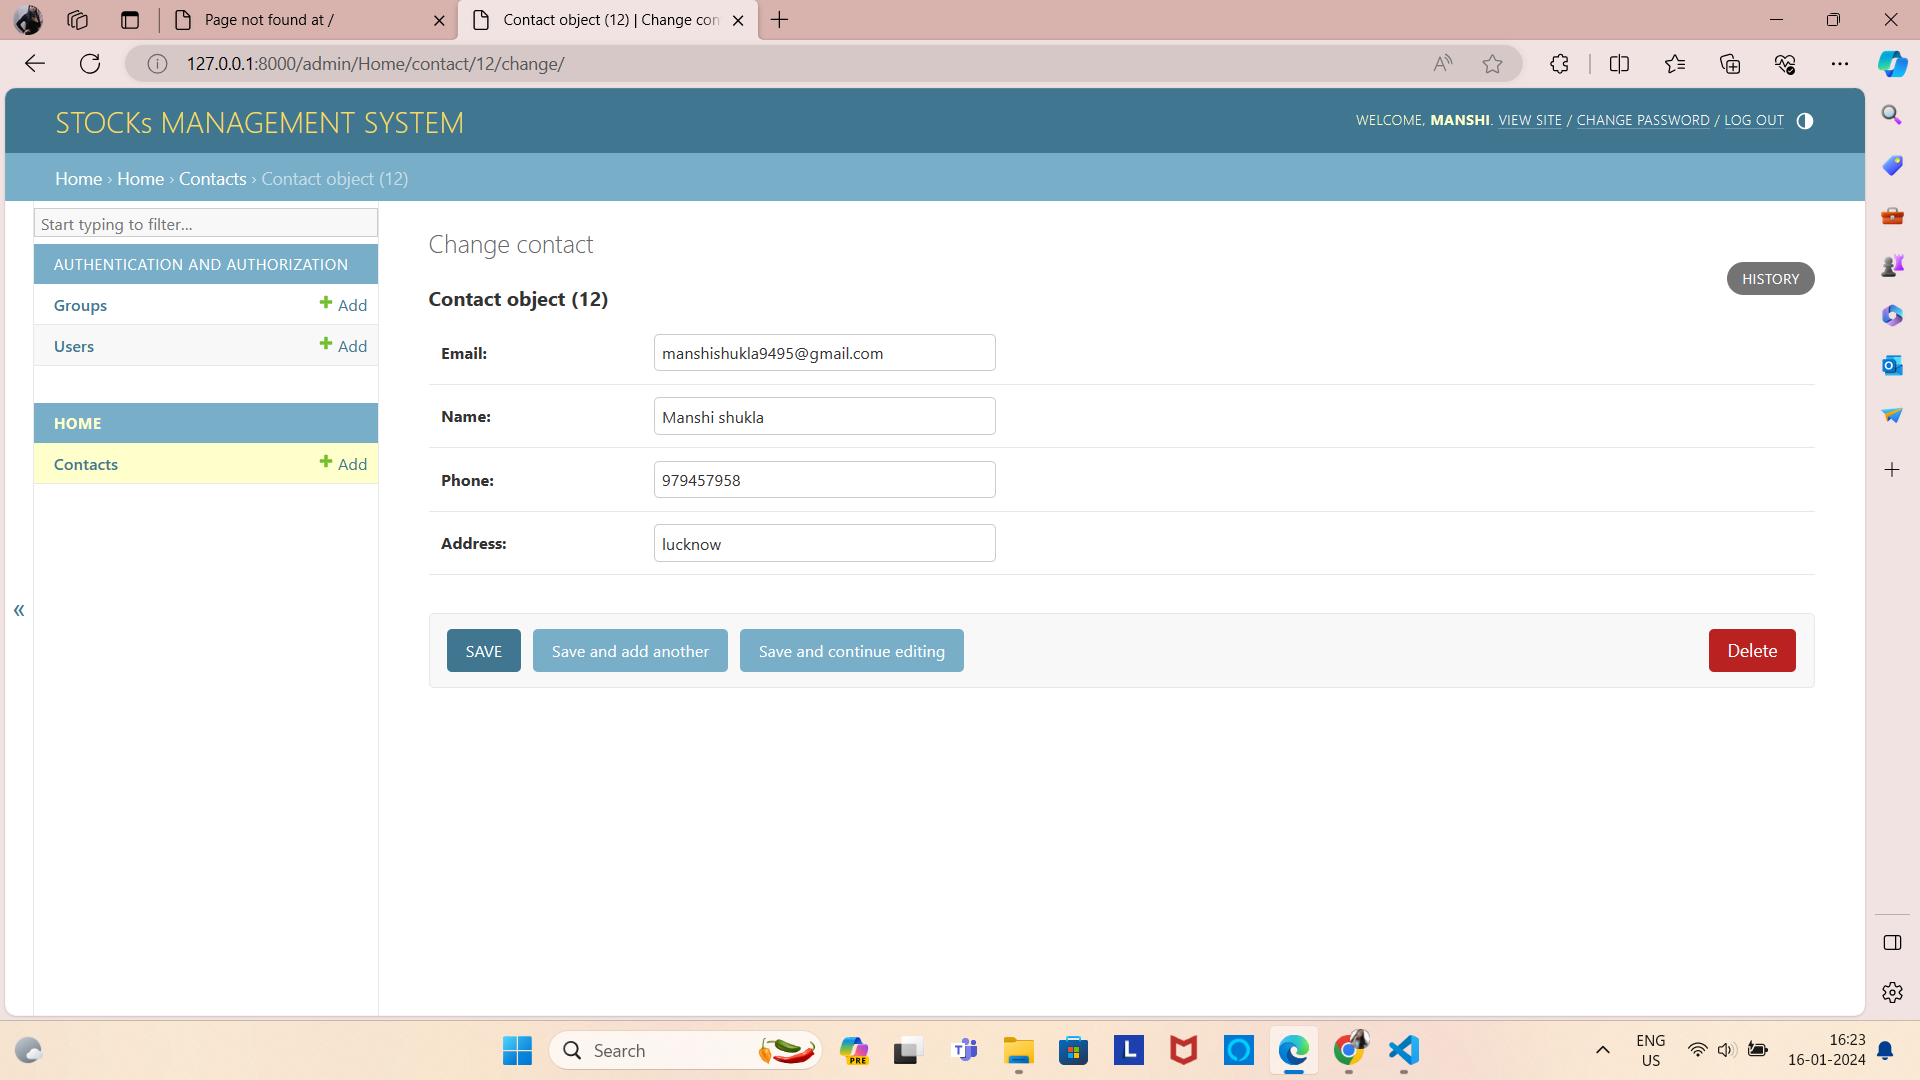 Page not found at /
Contact object (12) | Change con
127.0.0.1:8000/admin/Home/contact/12/change/
STOCKs MANAGEMENT SYSTEM
WELCOME, MANSHI. VIEW SITE / CHANGE PASSWORD / LOG OUT
Home › Home › Contacts › Contact object (12)
Start typing to filter...
AUTHENTICATION AND AUTHORIZATION
Groups Add
Users Add
HOME
Contacts Add
Change contact
HISTORY
Contact object (12)
Email: manshishukla9495@gmail.com
Name: Manshi shukla
Phone: 979457958
Address: lucknow
SAVE Save and add another Save and continue editing Delete
Search
PRE
L
ENG
US
16:23
16-01-2024